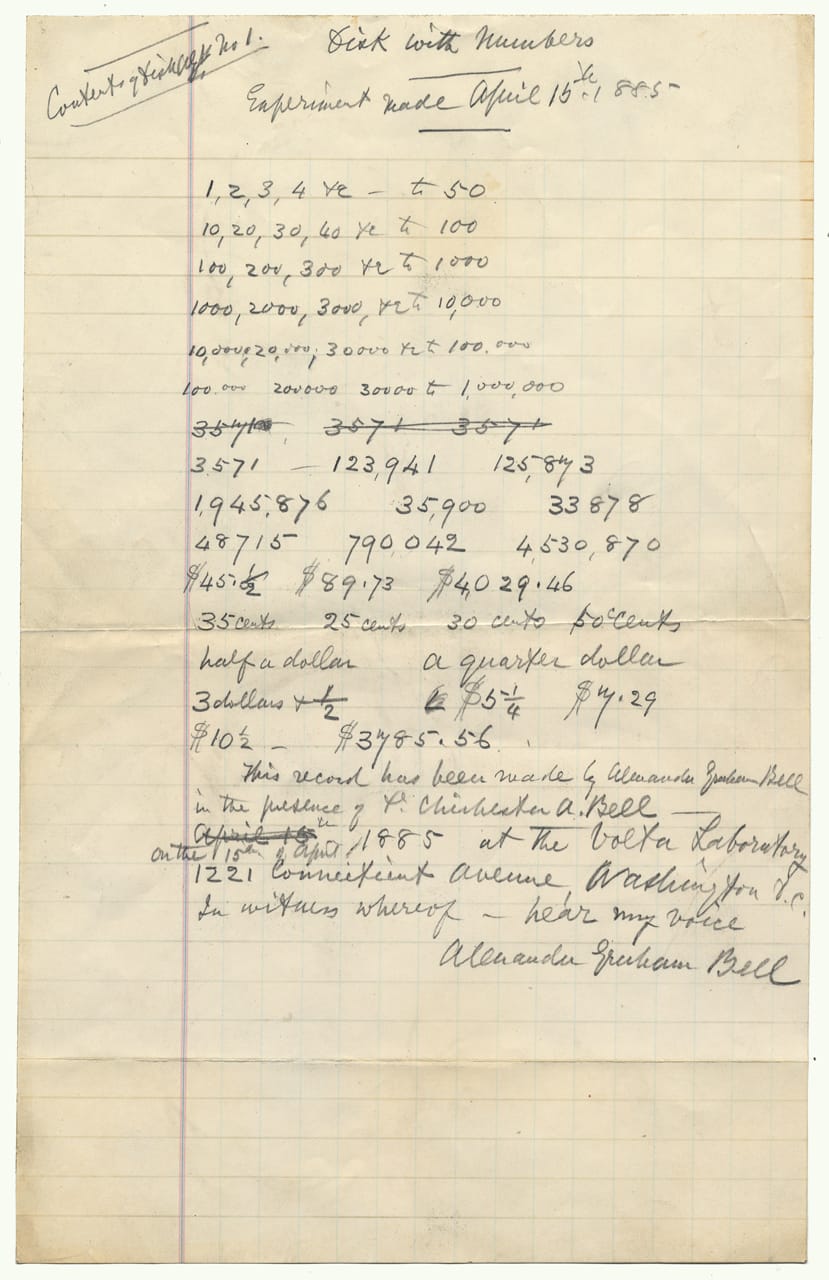 Contents of Disk No 1.
Disk with Numbers
Experiment made April 15th 1885
1, 2, 3, 4 &c — to 50
10, 20, 30, 40 &c to 100
100, 200, 300 &c to 1000
1000, 2000, 3000, &c to 10,000
10,000, 20,000, 30000 &c to 100.000
100.000 200000 30000 to 1,000,000
3571 3571 3571
3571 — 123,941 125,873
1,945,876 35,900 33878
48715 790,042 4,530,870
$45.½ $89.73 $4029.46
35 cents 25 cents 30 cents 50 cents
half a dollar a quarter dollar
3 dollars & ½ $5¼ $7.29
$10½ — $3785.56
This record has been made by Alexander Graham Bell
in the presence of Dr. Chichester A. Bell —
April 15th
on the 15th of April, 1885 at the Volta Laboratory
1221 Connecticut Avenue, Washington D.C.
In witness whereof — hear my voice
Alexander Graham Bell